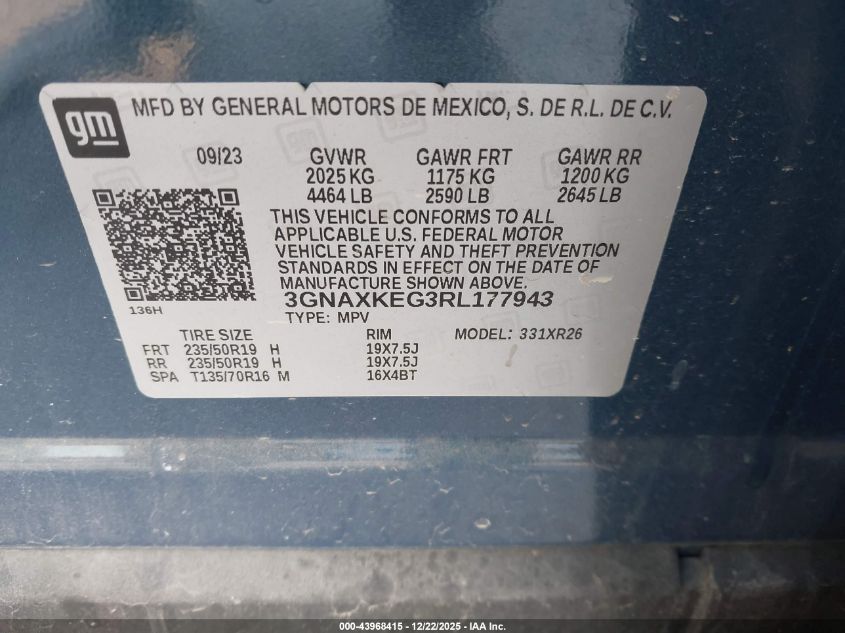 gm
MFD BY GENERAL MOTORS DE MEXICO, S. DE R.L. DE C.V.
09/23 GVWR GAWR FRT GAWR RR
2025 KG 1175 KG 1200 KG
4464 LB 2590 LB 2645 LB
THIS VEHICLE CONFORMS TO ALL
APPLICABLE U.S. FEDERAL MOTOR
VEHICLE SAFETY AND THEFT PREVENTION
STANDARDS IN EFFECT ON THE DATE OF
MANUFACTURE SHOWN ABOVE.
3GNAXKEG3RL177943
136H
TYPE: MPV
TIRE SIZE RIM MODEL: 331XR26
FRT 235/50R19 H 19X7.5J
RR 235/50R19 H 19X7.5J
SPA T135/70R16 M 16X4BT
000-43968415 - 12/22/2025 - IAA Inc.